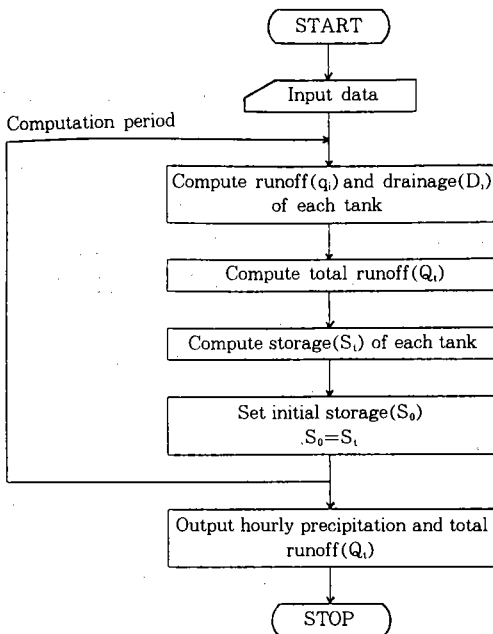 START
Input data
Computation period
Compute runoff(qᵢ) and drainage(Dᵢ)
of each tank
Compute total runoff(Qₜ)
Compute storage(Sₜ) of each tank
Set initial storage(S₀)
S₀=Sₜ
Output hourly precipitation and total
runoff(Qₜ)
STOP